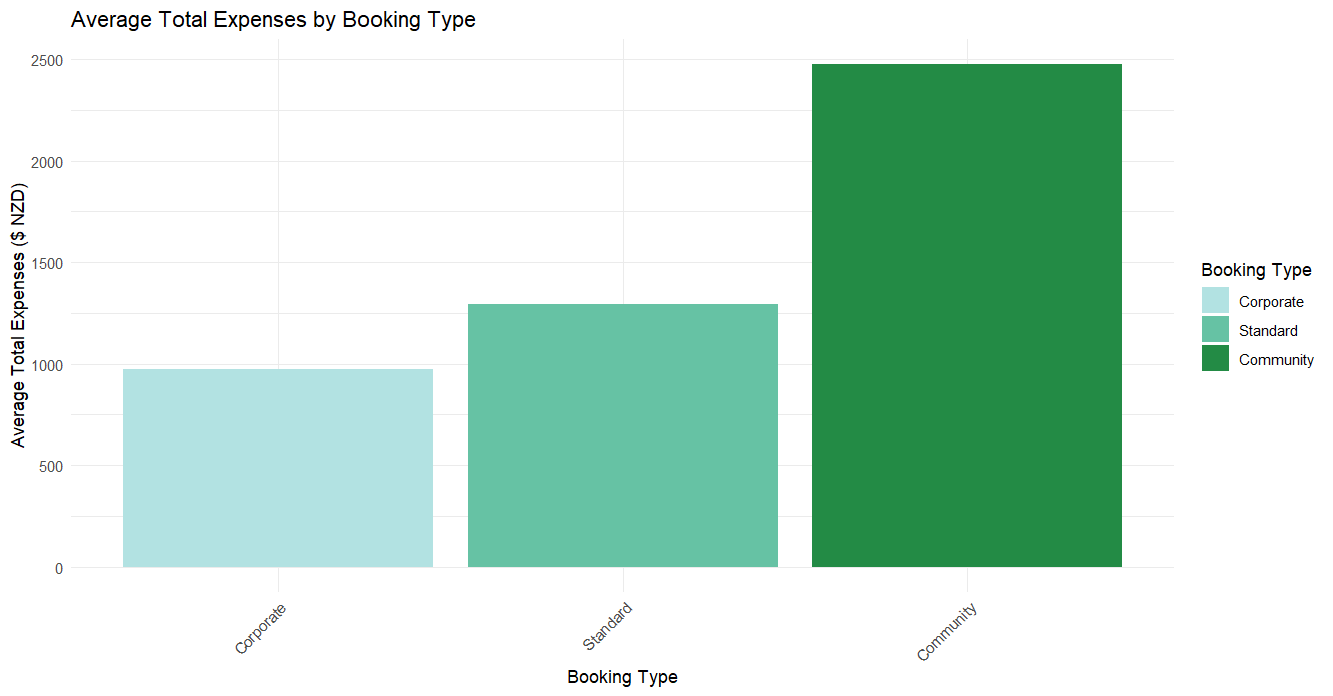 Average Total Expenses by Booking Type
Average Total Expenses ($ NZD)
2500
2000
1500
1000
500
0
Corporate
Standard
Community
Booking Type
Booking Type
Corporate
Standard
Community